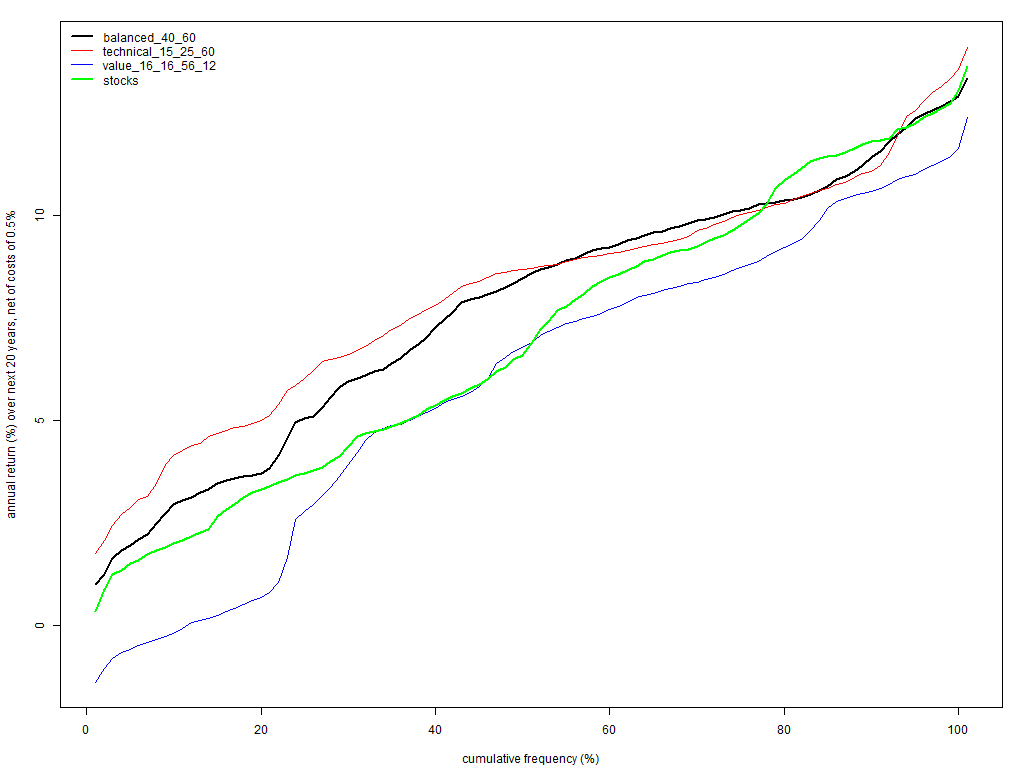 balanced_40_60
technical_15_25_60
value_16_16_56_12
stocks
annual return (%) over next 20 years, net of costs of 0.5%
10
5
0
0 20 40 60 80 100
cumulative frequency (%)